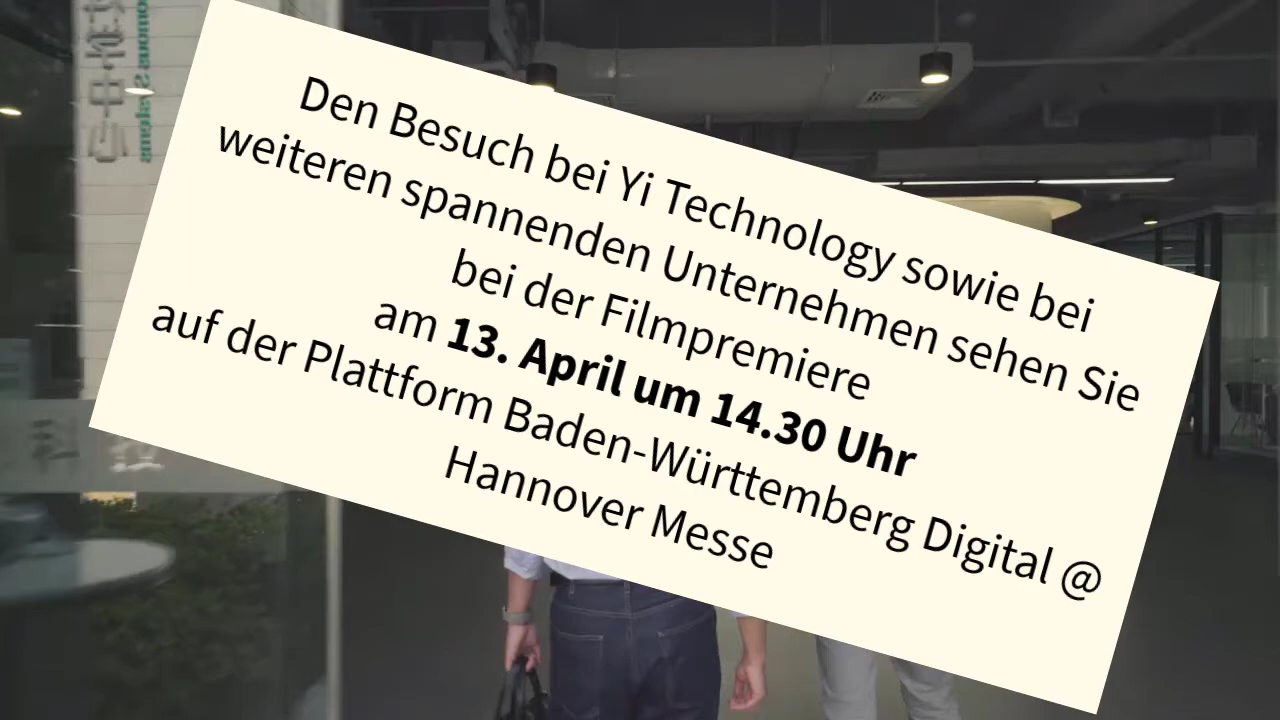 Den Besuch bei Yi Technology sowie bei
weiteren spannenden Unternehmen sehen Sie
bei der Filmpremiere
am 13. April um 14.30 Uhr
auf der Plattform Baden-Württemberg Digital @
Hannover Messe